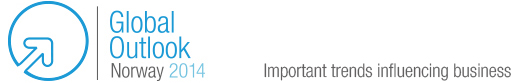 Global
Outlook
Norway 2014
Important trends influencing business